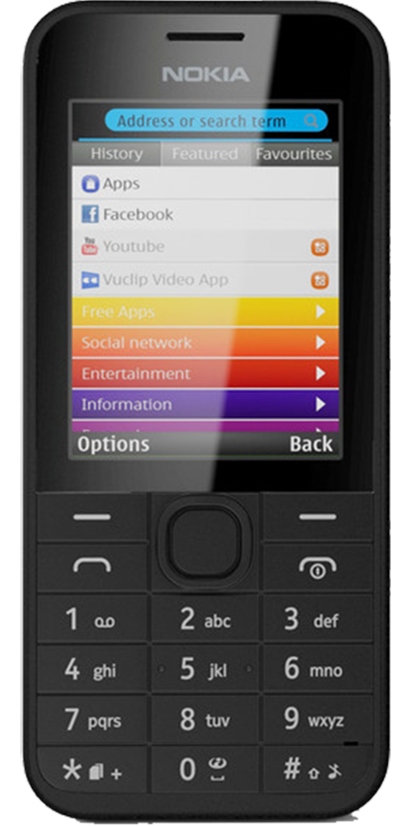 NOKIA
Address or search term
History Featured Favourites
Apps
Facebook
You Tube Youtube
Vuclip Video App
Free Apps
Social network
Entertainment
Information
Options Back
1 2 abc 3 def
4 ghi 5 jkl 6 mno
7 pqrs 8 tuv 9 wxyz
* + 0 #